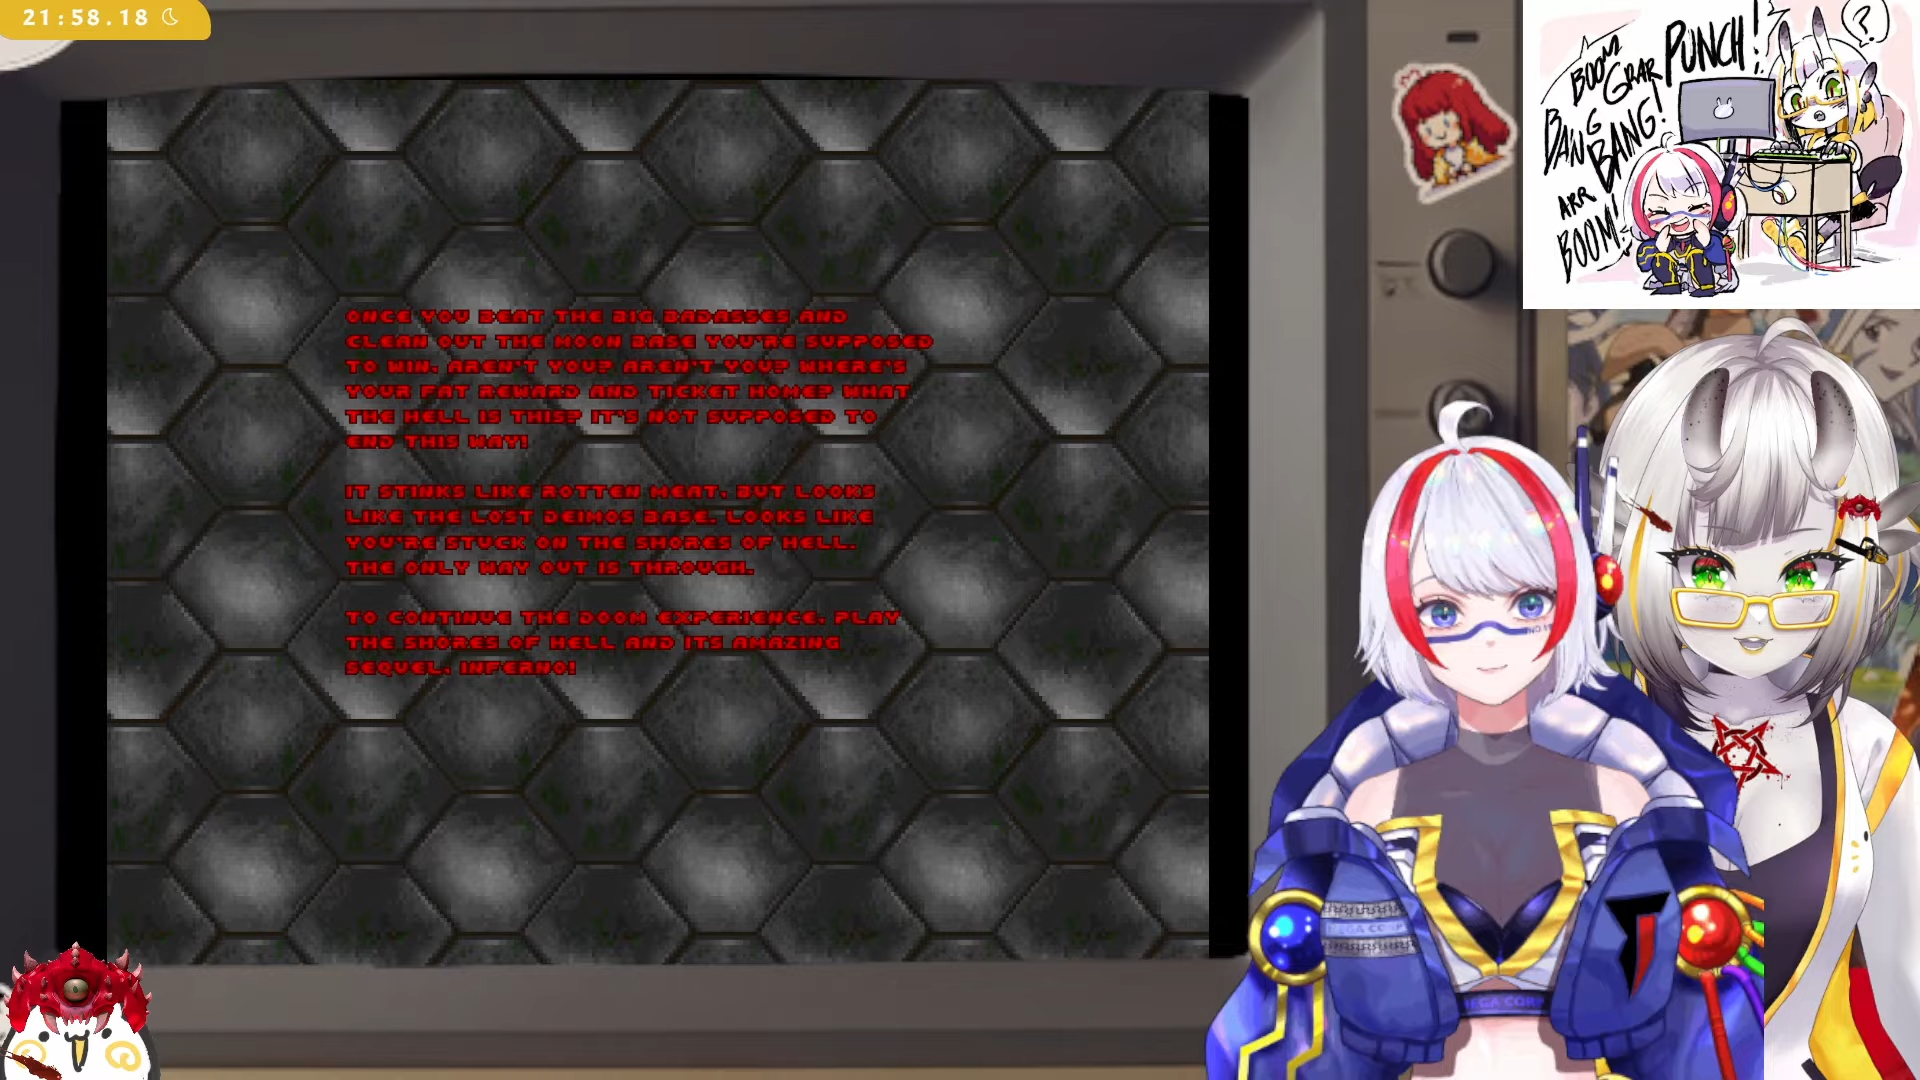 21:58.18
BOOM
GRAR
PUNCH!
?
BANG
BANG!
ARR
BOOM!
ONCE YOU BEAT THE BIG BADASSES AND
CLEAN OUT THE MOON BASE YOU'RE SUPPOSED
TO WIN, AREN'T YOU? AREN'T YOU? WHERE'S
YOUR FAT REWARD AND TICKET HOME? WHAT
THE HELL IS THIS? IT'S NOT SUPPOSED TO
END THIS WAY!
IT STINKS LIKE ROTTEN MEAT, BUT LOOKS
LIKE THE LOST DEIMOS BASE. LOOKS LIKE
YOU'RE STUCK ON THE SHORES OF HELL.
THE ONLY WAY OUT IS THROUGH.
TO CONTINUE THE DOOM EXPERIENCE, PLAY
THE SHORES OF HELL AND ITS AMAZING
SEQUEL, INFERNO!
MEGA CORP